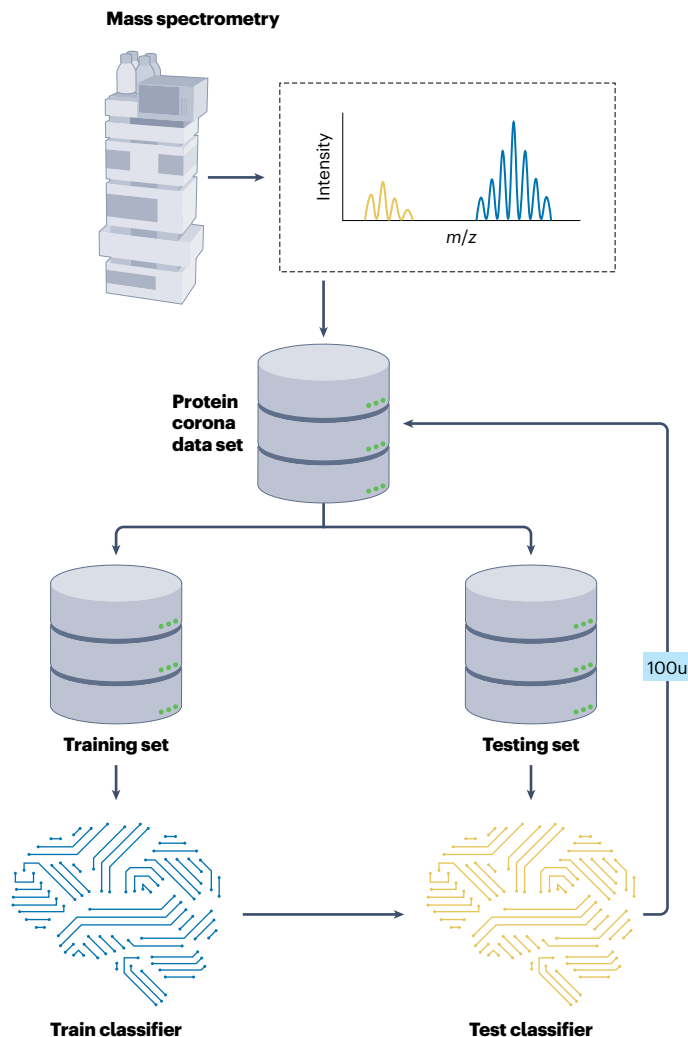 Mass spectrometry
Intensity
m/z
Protein
corona
data set
100u
Training set
Testing set
Train classifier
Test classifier